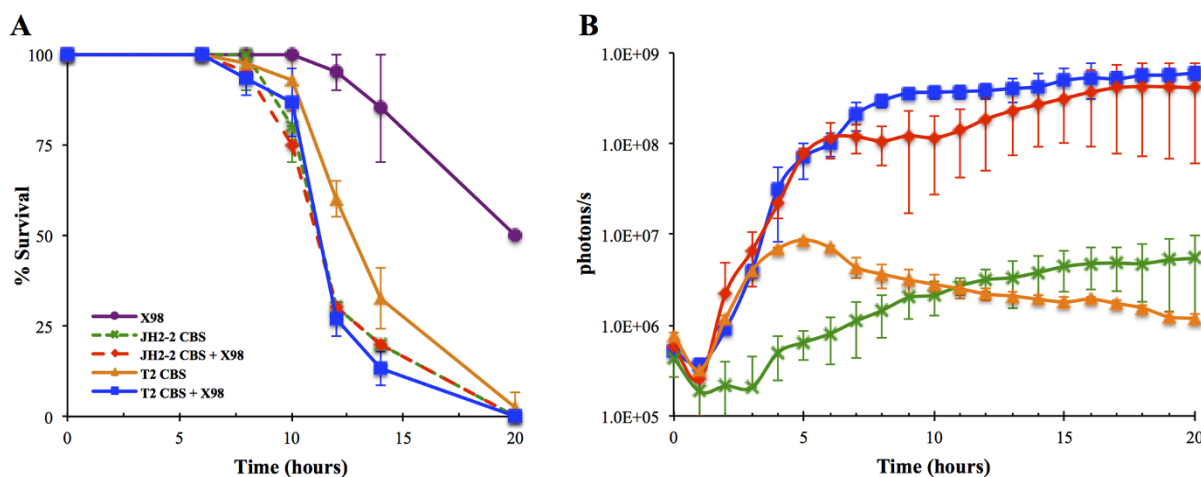 A
% Survival
100
75
50
25
0
X98
JH2-2 CBS
JH2-2 CBS + X98
T2 CBS
T2 CBS + X98
0
5
10
15
20
Time (hours)
B
photons/s
1.0E+09
1.0E+08
1.0E+07
1.0E+06
1.0E+05
0
5
10
15
20
Time (hours)